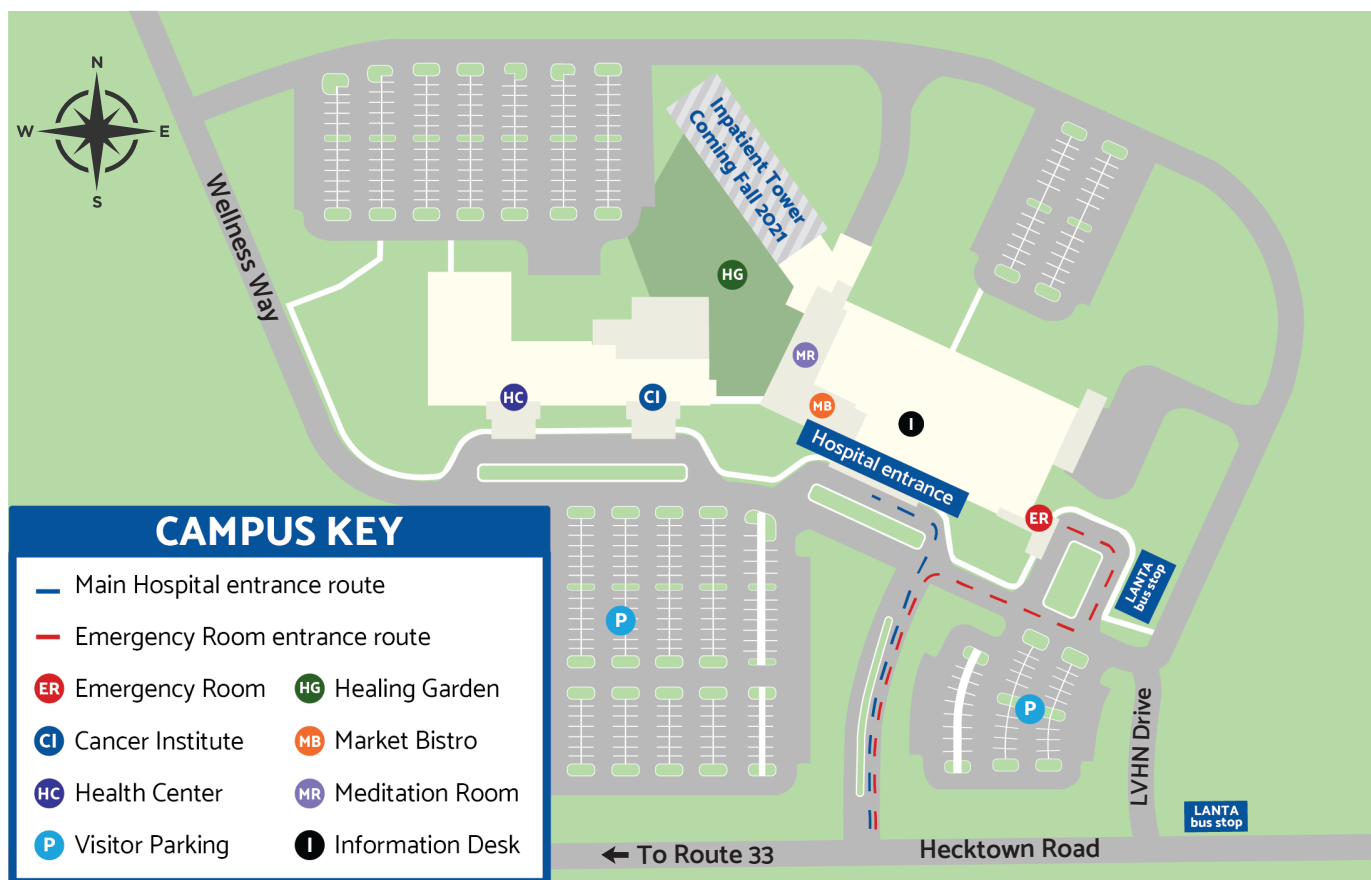 N
W
E
S
Wellness Way
Inpatient Tower
Coming Fall 2021
HG
MR
HC
CI
MB
I
Hospital entrance
ER
LANTA
bus stop
P
P
LVHN Drive
LANTA
bus stop
To Route 33
Hecktown Road
CAMPUS KEY
Main Hospital entrance route
Emergency Room entrance route
ER Emergency Room
HG Healing Garden
CI Cancer Institute
MB Market Bistro
HC Health Center
MR Meditation Room
P Visitor Parking
I Information Desk